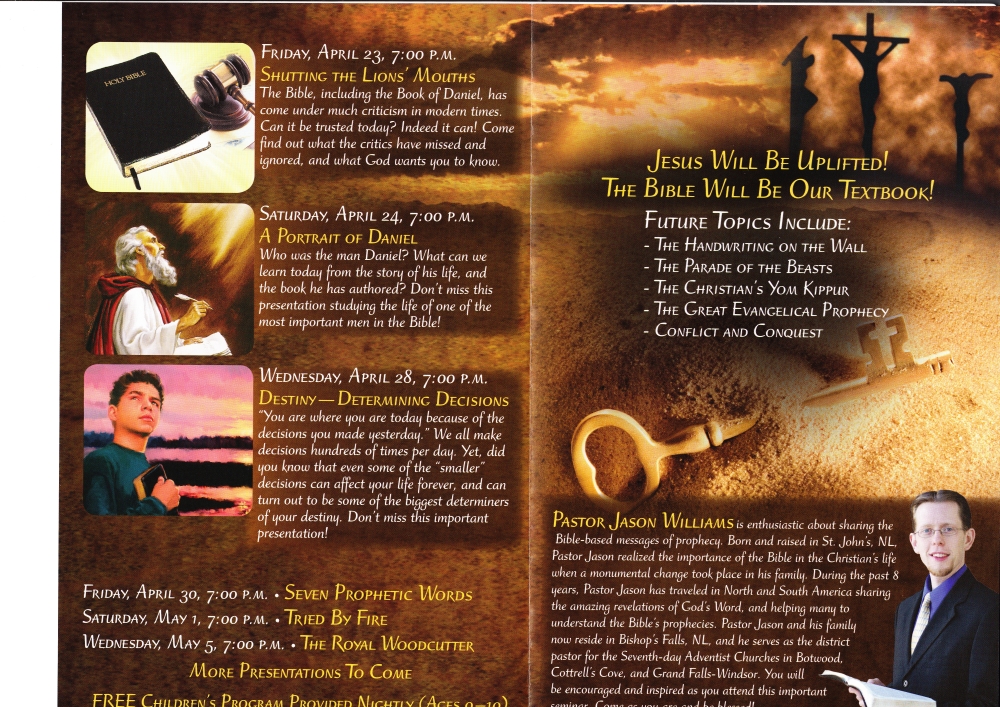 HOLY BIBLE
Friday, April 23, 7:00 p.m.
Shutting the Lions' Mouths
The Bible, including the Book of Daniel, has
come under much criticism in modern times.
Can it be trusted today? Indeed it can! Come
find out what the critics have missed and
ignored, and what God wants you to know.
Saturday, April 24, 7:00 p.m.
A Portrait of Daniel
Who was the man Daniel? What can we
learn today from the story of his life, and
the book he has authored? Don't miss this
presentation studying the life of one of the
most important men in the Bible!
Wednesday, April 28, 7:00 p.m.
Destiny—Determining Decisions
"You are where you are today because of the
decisions you made yesterday." We all make
decisions hundreds of times per day. Yet, did
you know that even some of the "smaller"
decisions can affect your life forever, and can
turn out to be some of the biggest determiners
of your destiny. Don't miss this important
presentation!
Friday, April 30, 7:00 p.m. • Seven Prophetic Words
Saturday, May 1, 7:00 p.m. • Tried By Fire
Wednesday, May 5, 7:00 p.m. • The Royal Woodcutter
More Presentations To Come
FREE Children's Program Provided Nightly (Ages 0–10)
Jesus Will Be Uplifted!
The Bible Will Be Our Textbook!
Future Topics Include:
- The Handwriting on the Wall
- The Parade of the Beasts
- The Christian's Yom Kippur
- The Great Evangelical Prophecy
- Conflict and Conquest
Pastor Jason Williams is enthusiastic about sharing the
Bible-based messages of prophecy. Born and raised in St. John's, NL,
Pastor Jason realized the importance of the Bible in the Christian's life
when a monumental change took place in his family. During the past 8
years, Pastor Jason has traveled in North and South America sharing
the amazing revelations of God's Word, and helping many to
understand the Bible's prophecies. Pastor Jason and his family
now reside in Bishop's Falls, NL, and he serves as the district
pastor for the Seventh-day Adventist Churches in Botwood,
Cottrell's Cove, and Grand Falls-Windsor. You will
be encouraged and inspired as you attend this important
seminar. Come as you are and be blessed!